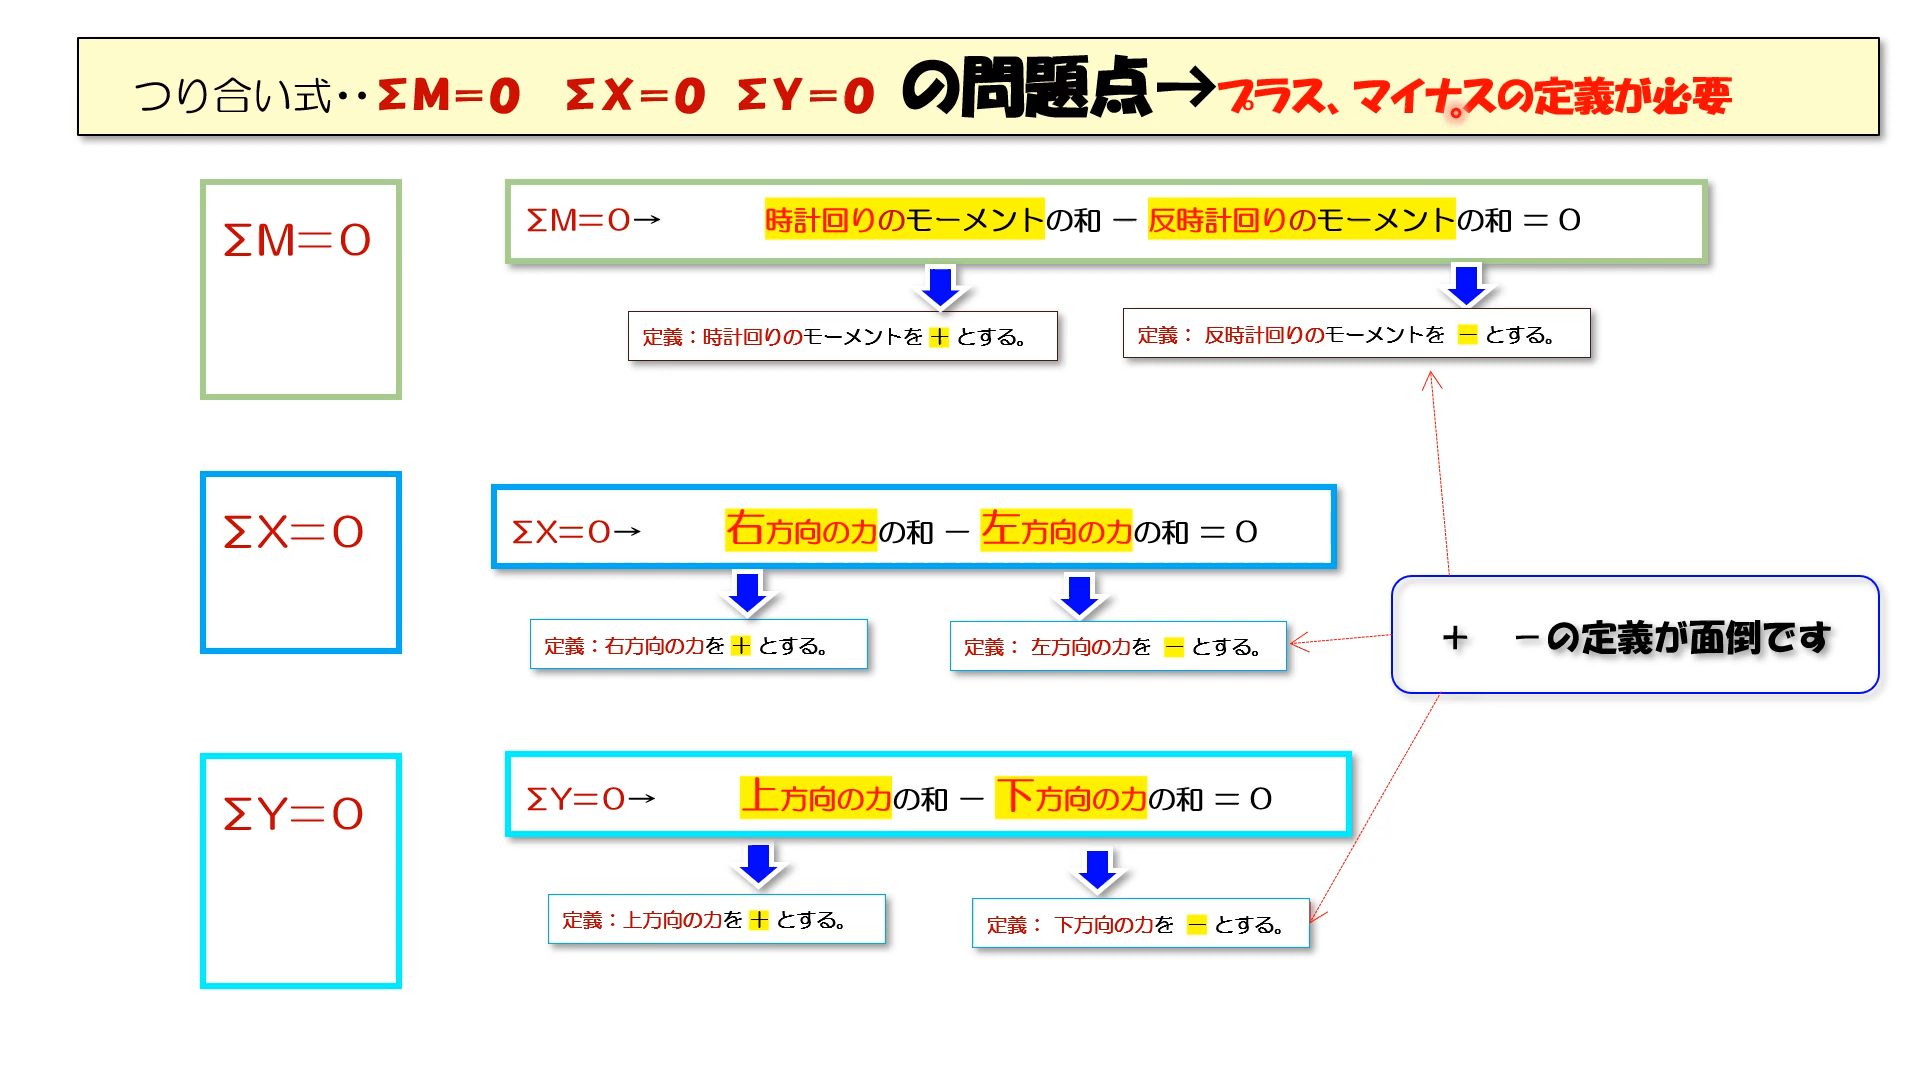 つり合い式‥ΣM=0 ΣX=0 ΣY=0 の問題点→プラス、マイナスの定義が必要
ΣM=0
ΣM=0→ 時計回りのモーメントの和 − 反時計回りのモーメントの和 = 0
定義：時計回りのモーメントを + とする。
定義： 反時計回りのモーメントを − とする。
ΣX=0
ΣX=0→ 右方向の力の和 − 左方向の力の和 = 0
定義：右方向の力を + とする。
定義： 左方向の力を − とする。
+ −の定義が面倒です
ΣY=0
ΣY=0→ 上方向の力の和 − 下方向の力の和 = 0
定義：上方向の力を + とする。
定義： 下方向の力を − とする。